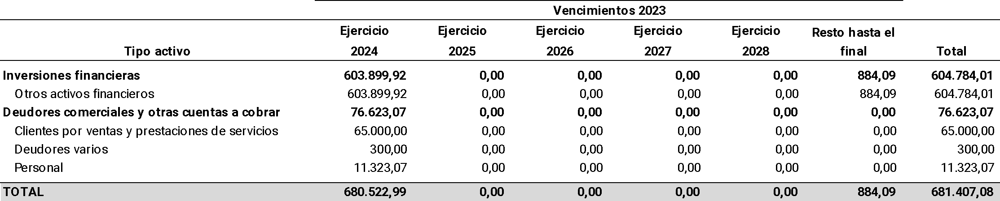 Vencimientos 2023
Tipo activo Ejercicio 2024 Ejercicio 2025 Ejercicio 2026 Ejercicio 2027 Ejercicio 2028 Resto hasta el final Total
Inversiones financieras 603.899,92 0,00 0,00 0,00 0,00 884,09 604.784,01
Otros activos financieros 603.899,92 0,00 0,00 0,00 0,00 884,09 604.784,01
Deudores comerciales y otras cuentas a cobrar 76.623,07 0,00 0,00 0,00 0,00 0,00 76.623,07
Clientes por ventas y prestaciones de servicios 65.000,00 0,00 0,00 0,00 0,00 0,00 65.000,00
Deudores varios 300,00 0,00 0,00 0,00 0,00 0,00 300,00
Personal 11.323,07 0,00 0,00 0,00 0,00 0,00 11.323,07
TOTAL 680.522,99 0,00 0,00 0,00 0,00 884,09 681.407,08